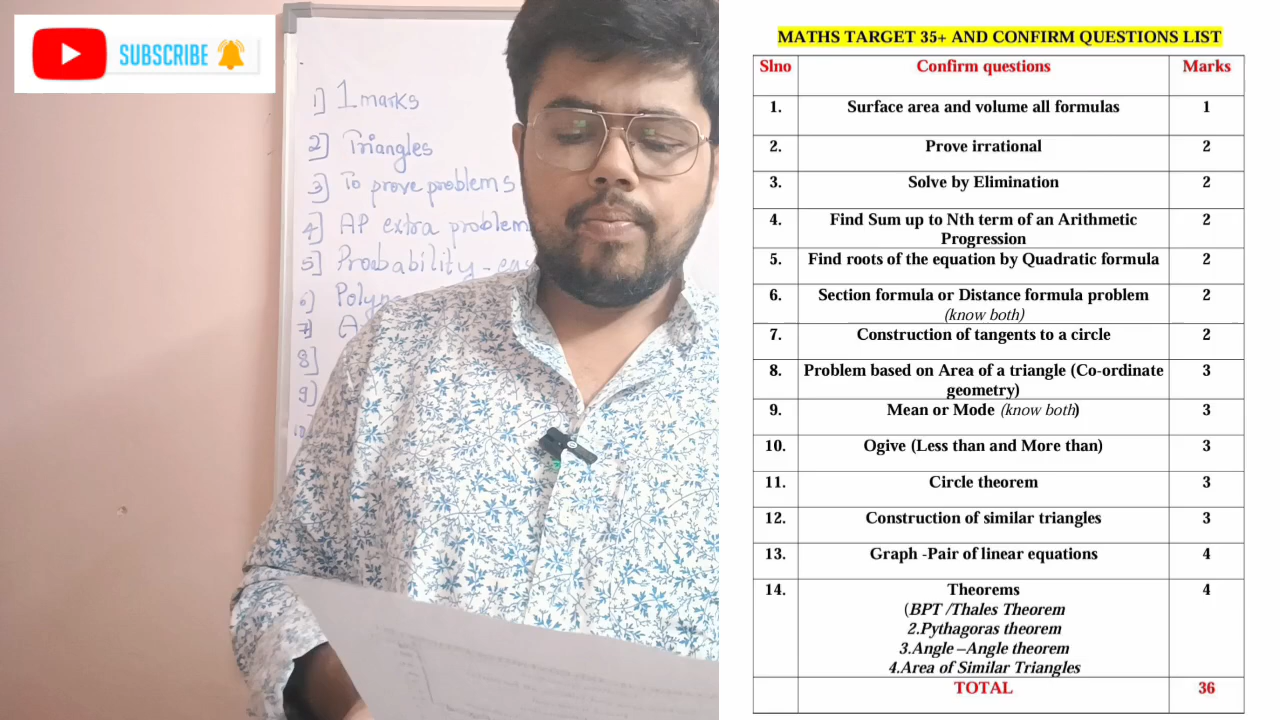 SUBSCRIBE
1] 1 marks
2] Triangles
3] To prove problems
4] AP extra problem
5] Probability - ea
6] Polyn
7] A
8]
9]
MATHS TARGET 35+ AND CONFIRM QUESTIONS LIST
Slno Confirm questions Marks
1. Surface area and volume all formulas 1
2. Prove irrational 2
3. Solve by Elimination 2
4. Find Sum up to Nth term of an Arithmetic 2
Progression
5. Find roots of the equation by Quadratic formula 2
6. Section formula or Distance formula problem 2
(know both)
7. Construction of tangents to a circle 2
8. Problem based on Area of a triangle (Co-ordinate 3
geometry)
9. Mean or Mode (know both) 3
10. Ogive (Less than and More than) 3
11. Circle theorem 3
12. Construction of similar triangles 3
13. Graph -Pair of linear equations 4
14. Theorems 4
(BPT /Thales Theorem
2.Pythagoras theorem
3.Angle –Angle theorem
4.Area of Similar Triangles
TOTAL 36